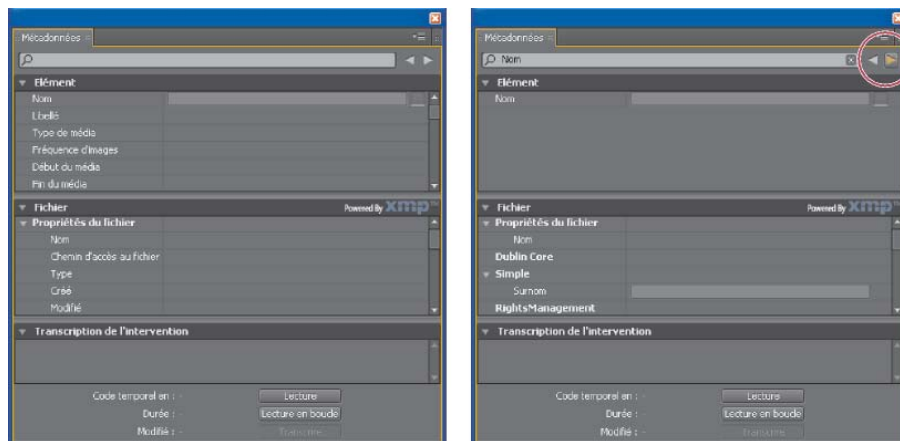 Métadonnées
Elément
Nom
Libellé
Type de média
Fréquence d'images
Début du média
Fin du média
Fichier
Powered By xmp™
Propriétés du fichier
Nom
Chemin d'accès au fichier
Type
Créé
Modifié
Transcription de l'intervention
Code temporel en : -
Lecture
Durée : -
Lecture en boucle
Modifié : -
Transcrire...
Métadonnées
Nom
Elément
Nom
Fichier
Powered By xmp™
Propriétés du fichier
Nom
Dublin Core
Simple
Surnom
RightsManagement
Transcription de l'intervention
Code temporel en : -
Lecture
Durée : -
Lecture en boucle
Modifié : -
Transcrire...